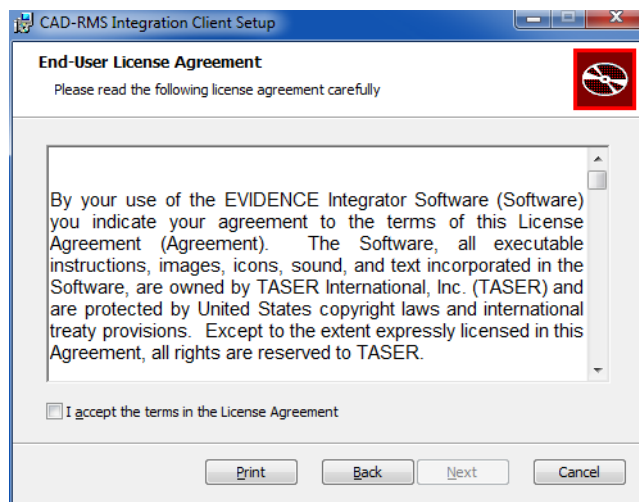 CAD-RMS Integration Client Setup
End-User License Agreement
Please read the following license agreement carefully
By your use of the EVIDENCE Integrator Software (Software)
you indicate your agreement to the terms of this License
Agreement (Agreement). The Software, all executable
instructions, images, icons, sound, and text incorporated in the
Software, are owned by TASER International, Inc. (TASER) and
are protected by United States copyright laws and international
treaty provisions. Except to the extent expressly licensed in this
Agreement, all rights are reserved to TASER.
I accept the terms in the License Agreement
Print Back Next Cancel